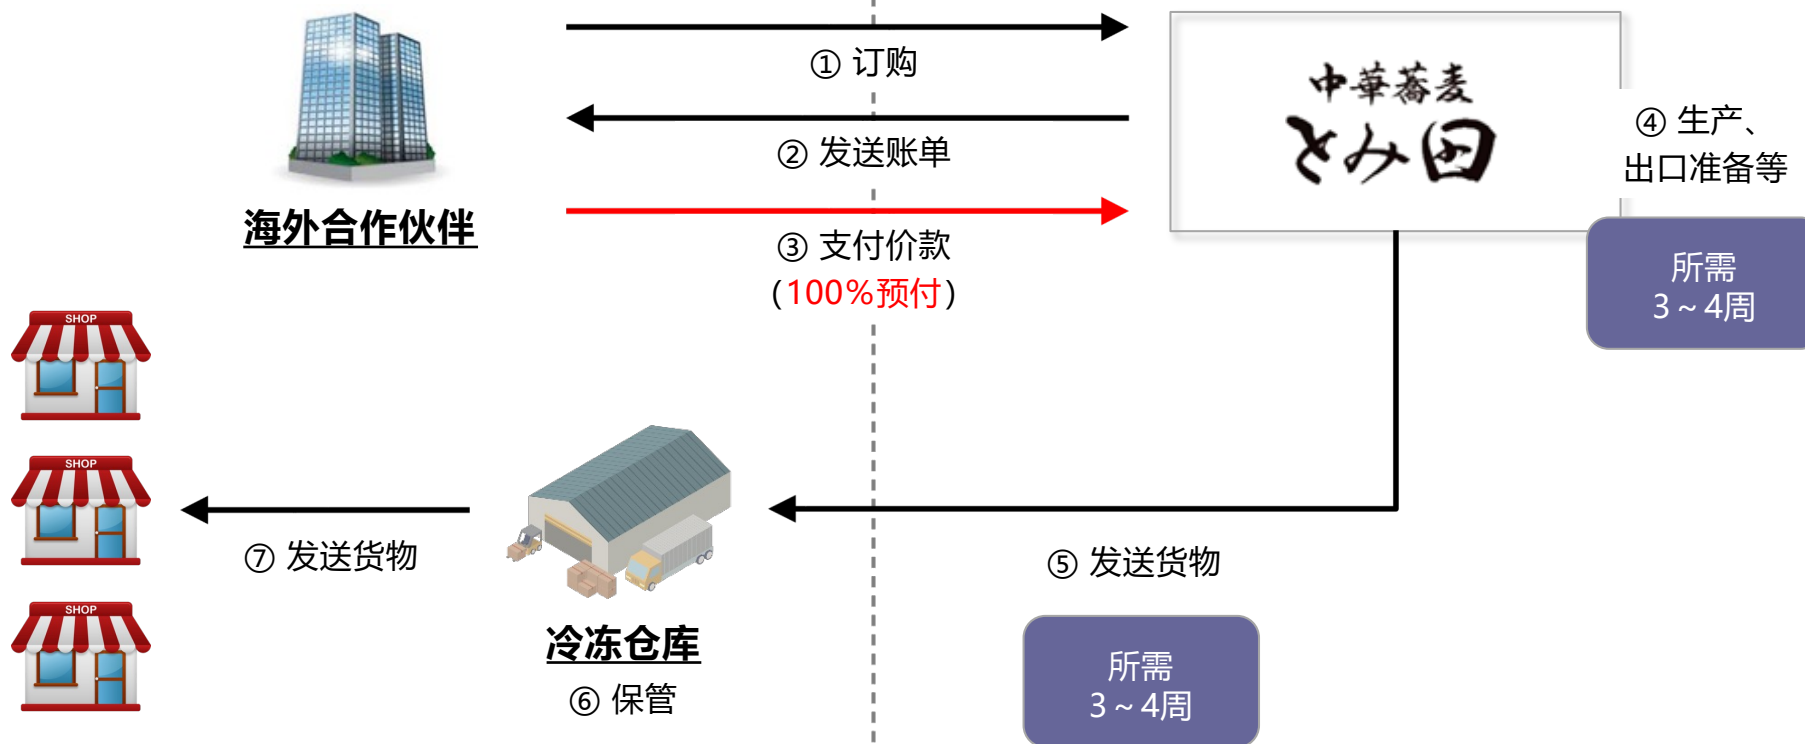 ① 订购
② 发送账单
③ 支付价款
(100%预付)
海外合作伙伴
中華蕎麦
とみ田
④ 生产、
出口准备等
所需
3～4周
SHOP
SHOP
SHOP
⑦ 发送货物
冷冻仓库
⑥ 保管
⑤ 发送货物
所需
3～4周